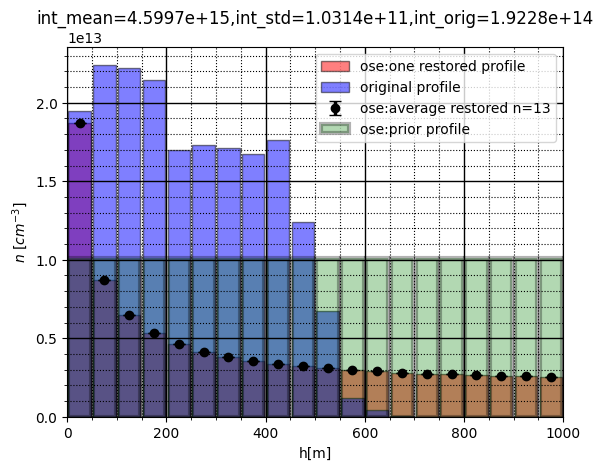 int_mean=4.5997e+15,int_std=1.0314e+11,int_orig=1.9228e+14
1e13
ose:one restored profile
original profile
ose:average restored n=13
ose:prior profile
2.0
1.5
1.0
0.5
0.0
n [cm⁻³]
0 200 400 600 800 1000
h[m]